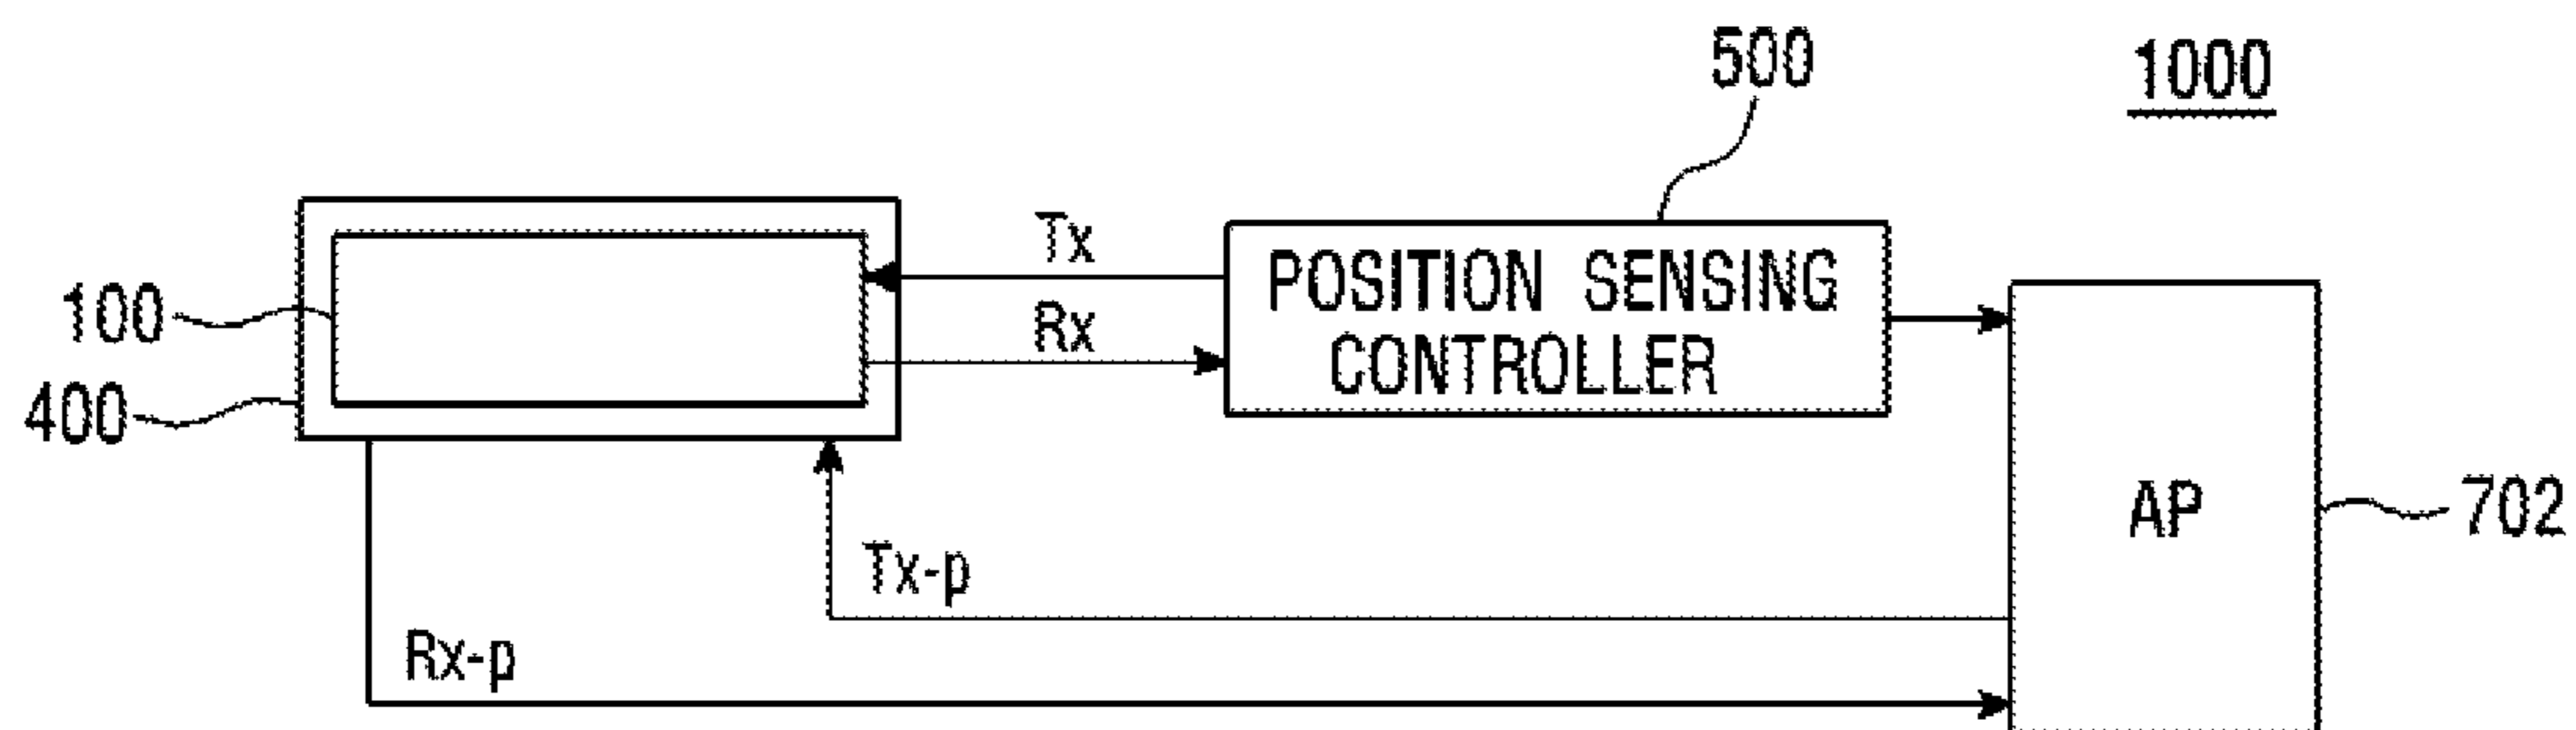 500
1000
Tx
POSITION SENSING
CONTROLLER
100
Rx
400
AP
702
Tx-p
Rx-p